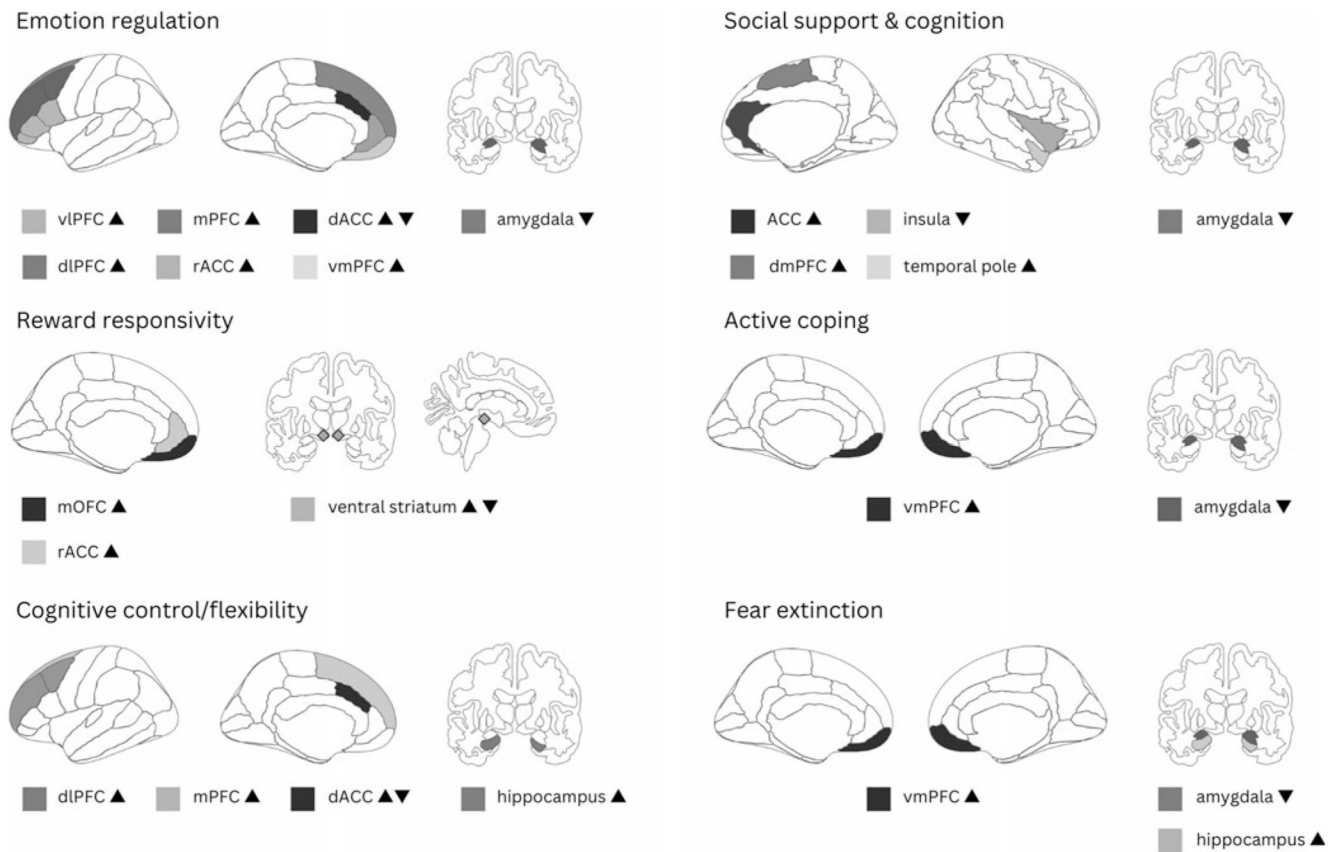 Emotion regulation
vlPFC ▲ mPFC ▲ dACC ▲ ▼ amygdala ▼
dlPFC ▲ rACC ▲ vmPFC ▲
Social support & cognition
ACC ▲ insula ▼ amygdala ▼
dmPFC ▲ temporal pole ▲
Reward responsivity
mOFC ▲ ventral striatum ▲ ▼
rACC ▲
Active coping
vmPFC ▲ amygdala ▼
Cognitive control/flexibility
dlPFC ▲ mPFC ▲ dACC ▲▼ hippocampus ▲
Fear extinction
vmPFC ▲ amygdala ▼
hippocampus ▲